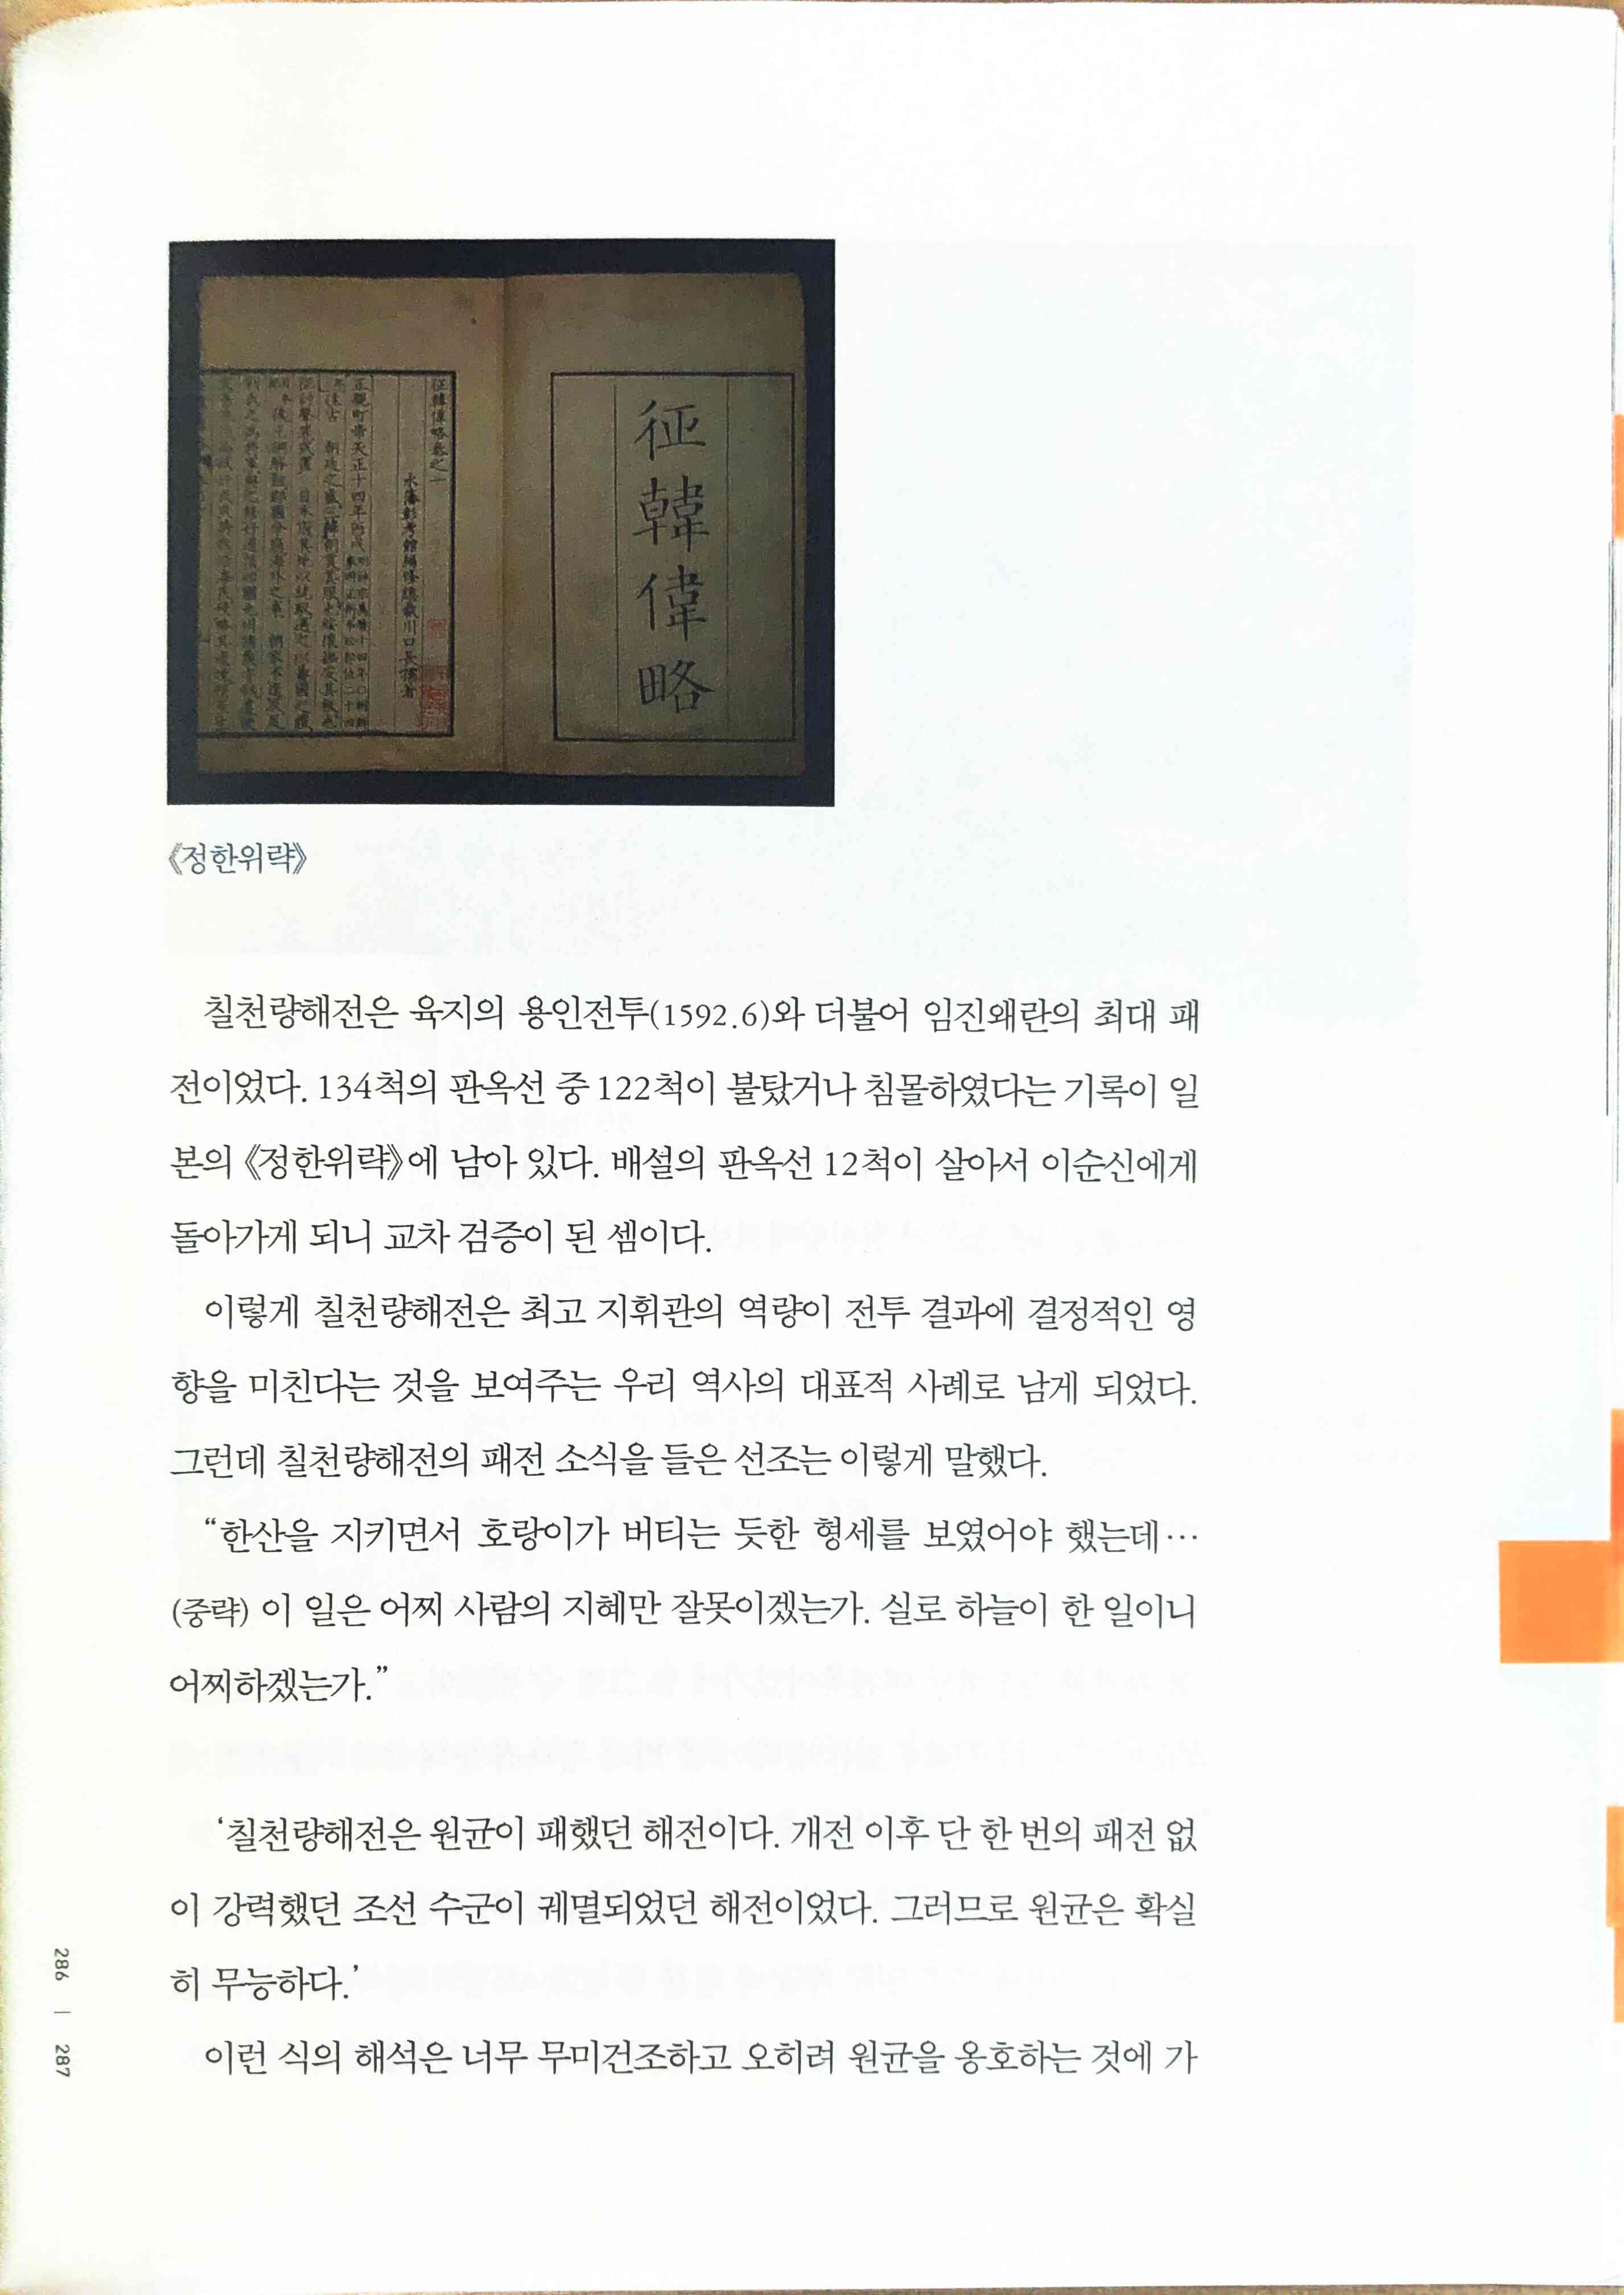 征韓偉略
征韓偉略卷之一
水藩彰考館編修總裁川口長孺著
《정한위략》
칠천량해전은 육지의 용인전투(1592.6)와 더불어 임진왜란의 최대 패
전이었다. 134척의 판옥선 중 122척이 불탔거나 침몰하였다는 기록이 일
본의 《정한위략》에 남아 있다. 배설의 판옥선 12척이 살아서 이순신에게
돌아가게 되니 교차 검증이 된 셈이다.
이렇게 칠천량해전은 최고 지휘관의 역량이 전투 결과에 결정적인 영
향을 미친다는 것을 보여주는 우리 역사의 대표적 사례로 남게 되었다.
그런데 칠천량해전의 패전 소식을 들은 선조는 이렇게 말했다.
“한산을 지키면서 호랑이가 버티는 듯한 형세를 보였어야 했는데…
(중략) 이 일은 어찌 사람의 지혜만 잘못이겠는가. 실로 하늘이 한 일이니
어찌하겠는가.”
‘칠천량해전은 원균이 패했던 해전이다. 개전 이후 단 한 번의 패전 없
이 강력했던 조선 수군이 궤멸되었던 해전이었다. 그러므로 원균은 확실
히 무능하다.’
이런 식의 해석은 너무 무미건조하고 오히려 원균을 옹호하는 것에 가
286 | 287